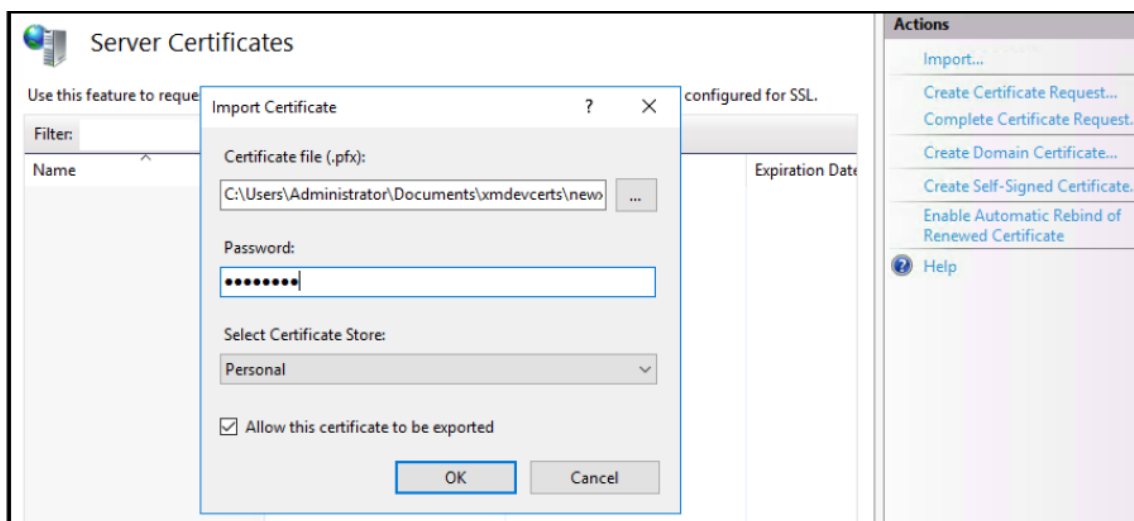 Server Certificates
Use this feature to reque
configured for SSL.
Filter:
Name
Expiration Date
Import Certificate
?
Certificate file (.pfx):
C:\Users\Administrator\Documents\xmdevcerts\new
...
Password:
Select Certificate Store:
Personal
Allow this certificate to be exported
OK
Cancel
Actions
Import...
Create Certificate Request...
Complete Certificate Request.
Create Domain Certificate...
Create Self-Signed Certificate.
Enable Automatic Rebind of
Renewed Certificate
Help